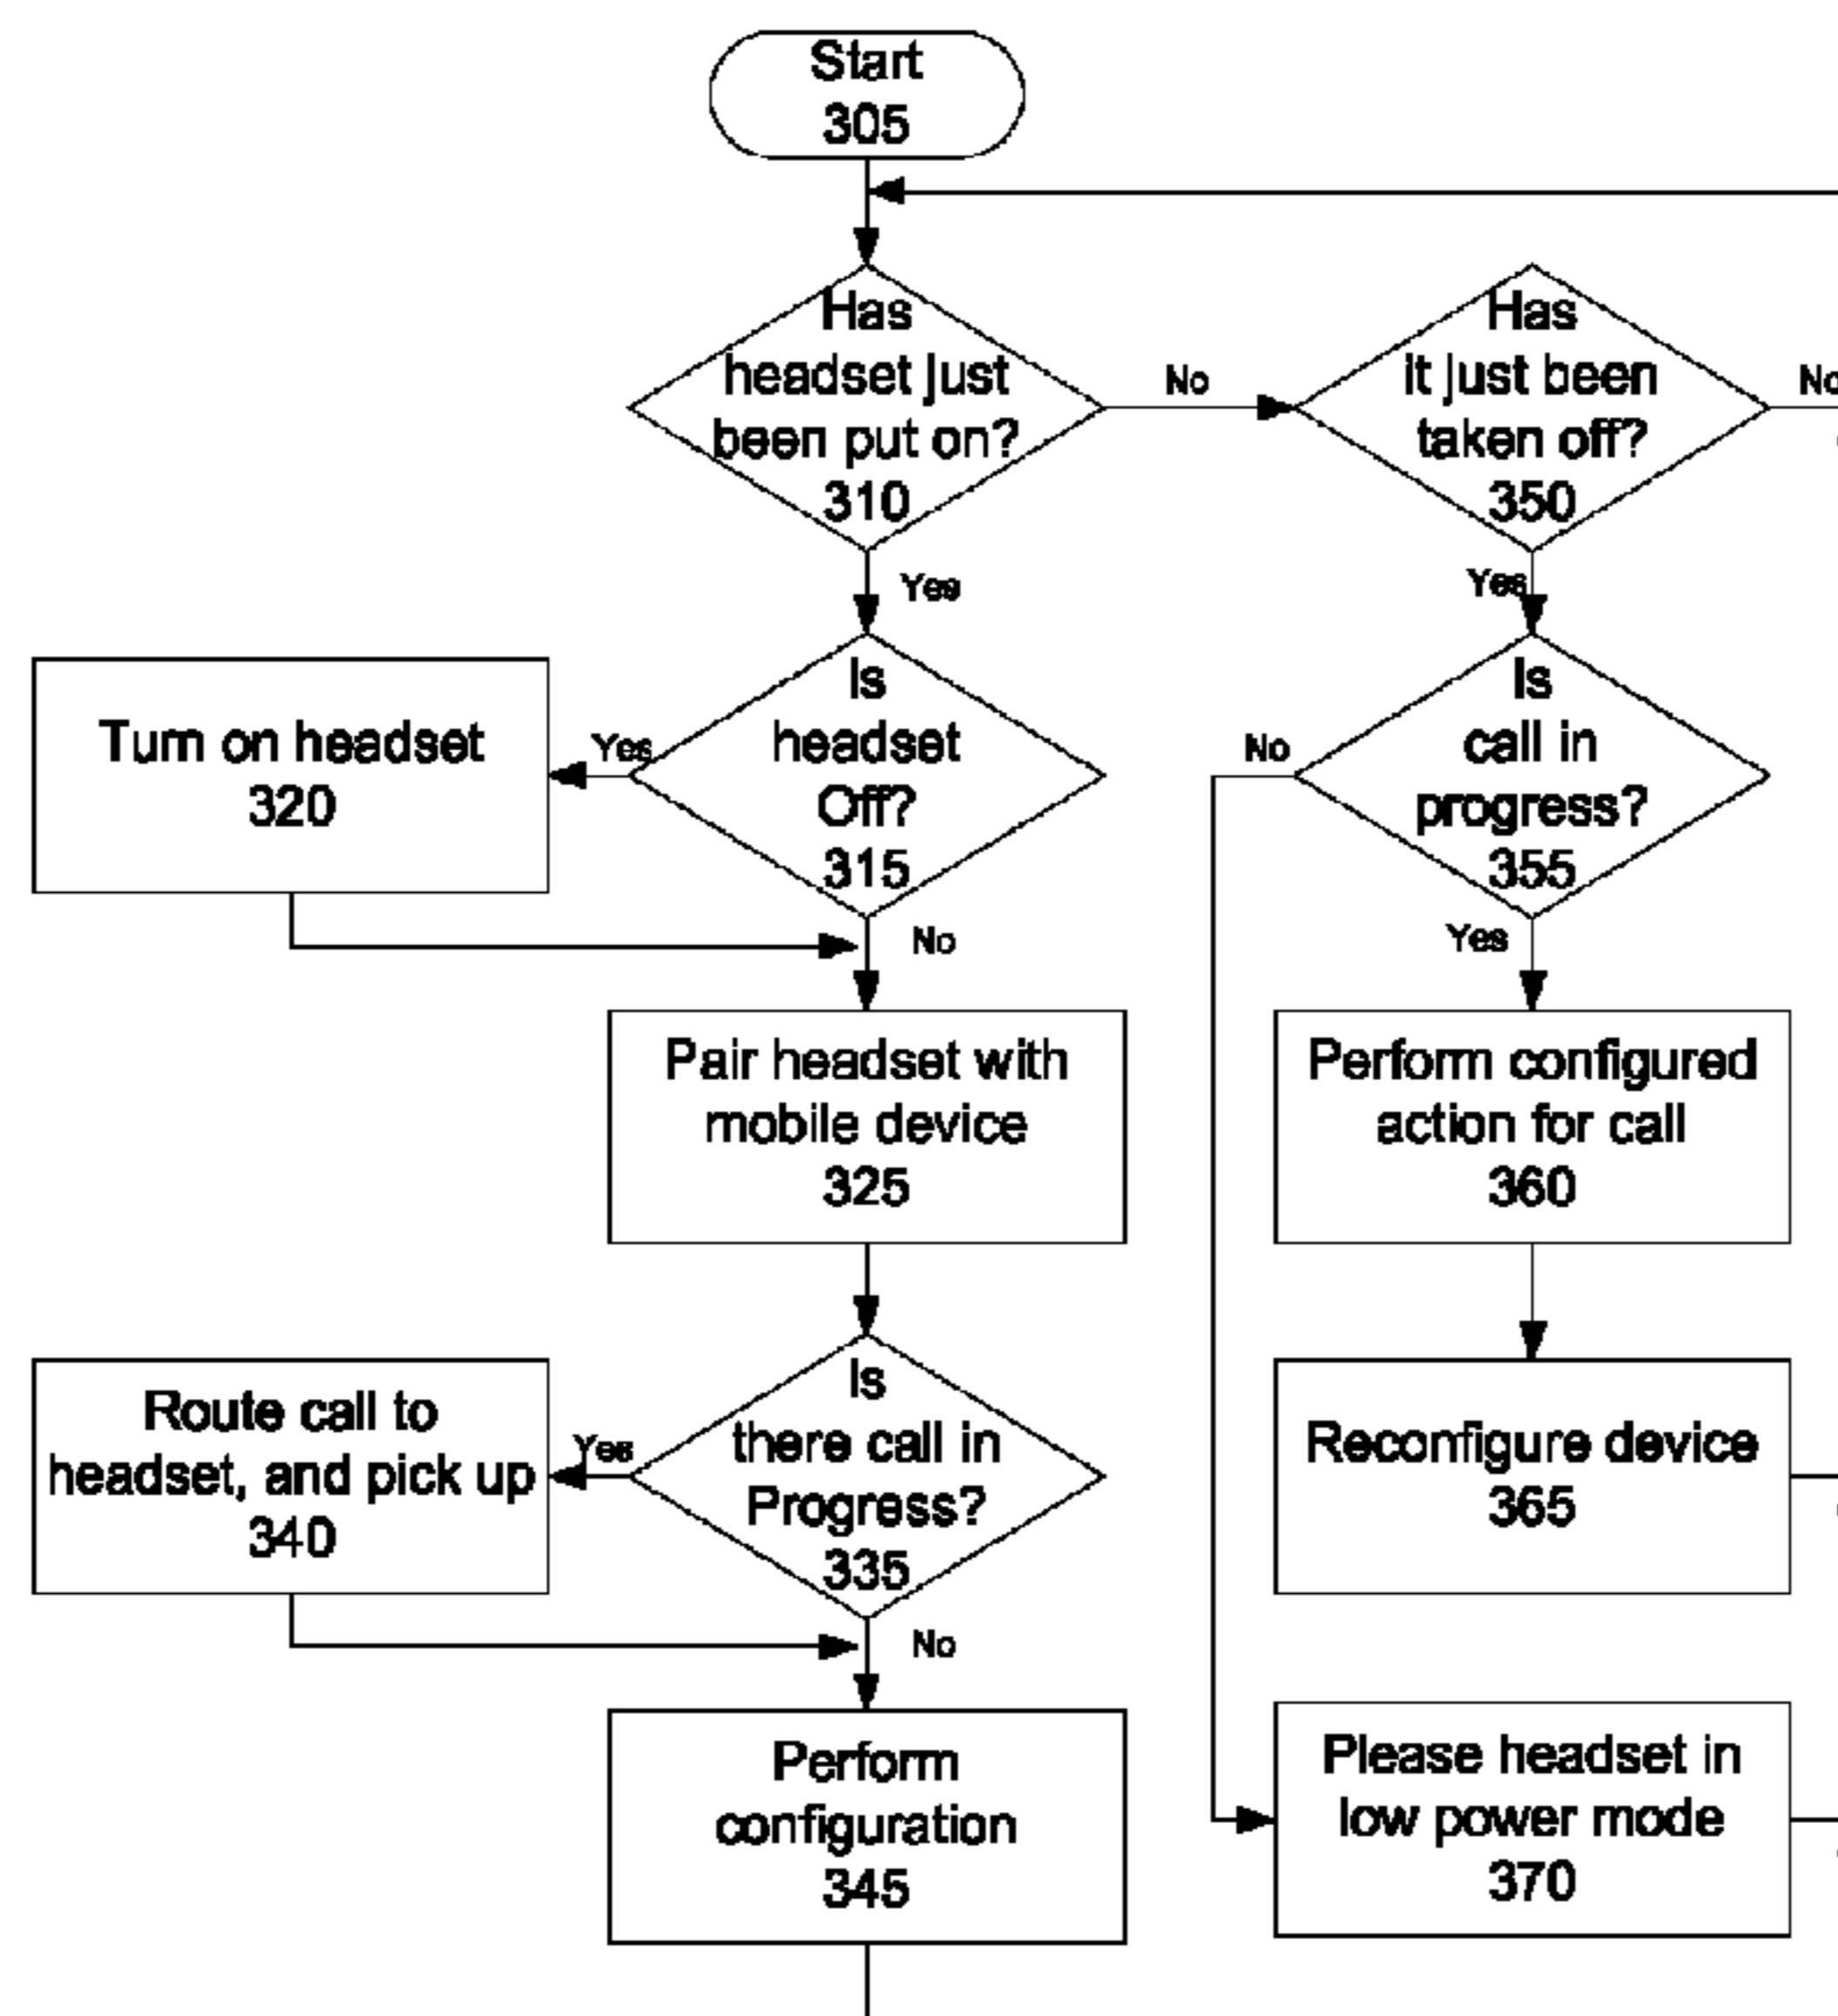 Start
305
Has
headset just
been put on?
310
No
Has
it just been
taken off?
350
No
Yes
Yes
Is
headset
Off?
315
Yes
Turn on headset
320
No
Is
call in
progress?
355
No
Yes
Pair headset with
mobile device
325
Perform configured
action for call
360
Is
there call in
Progress?
335
Yes
Route call to
headset, and pick up
340
No
Reconfigure device
365
Perform
configuration
345
Please headset in
low power mode
370